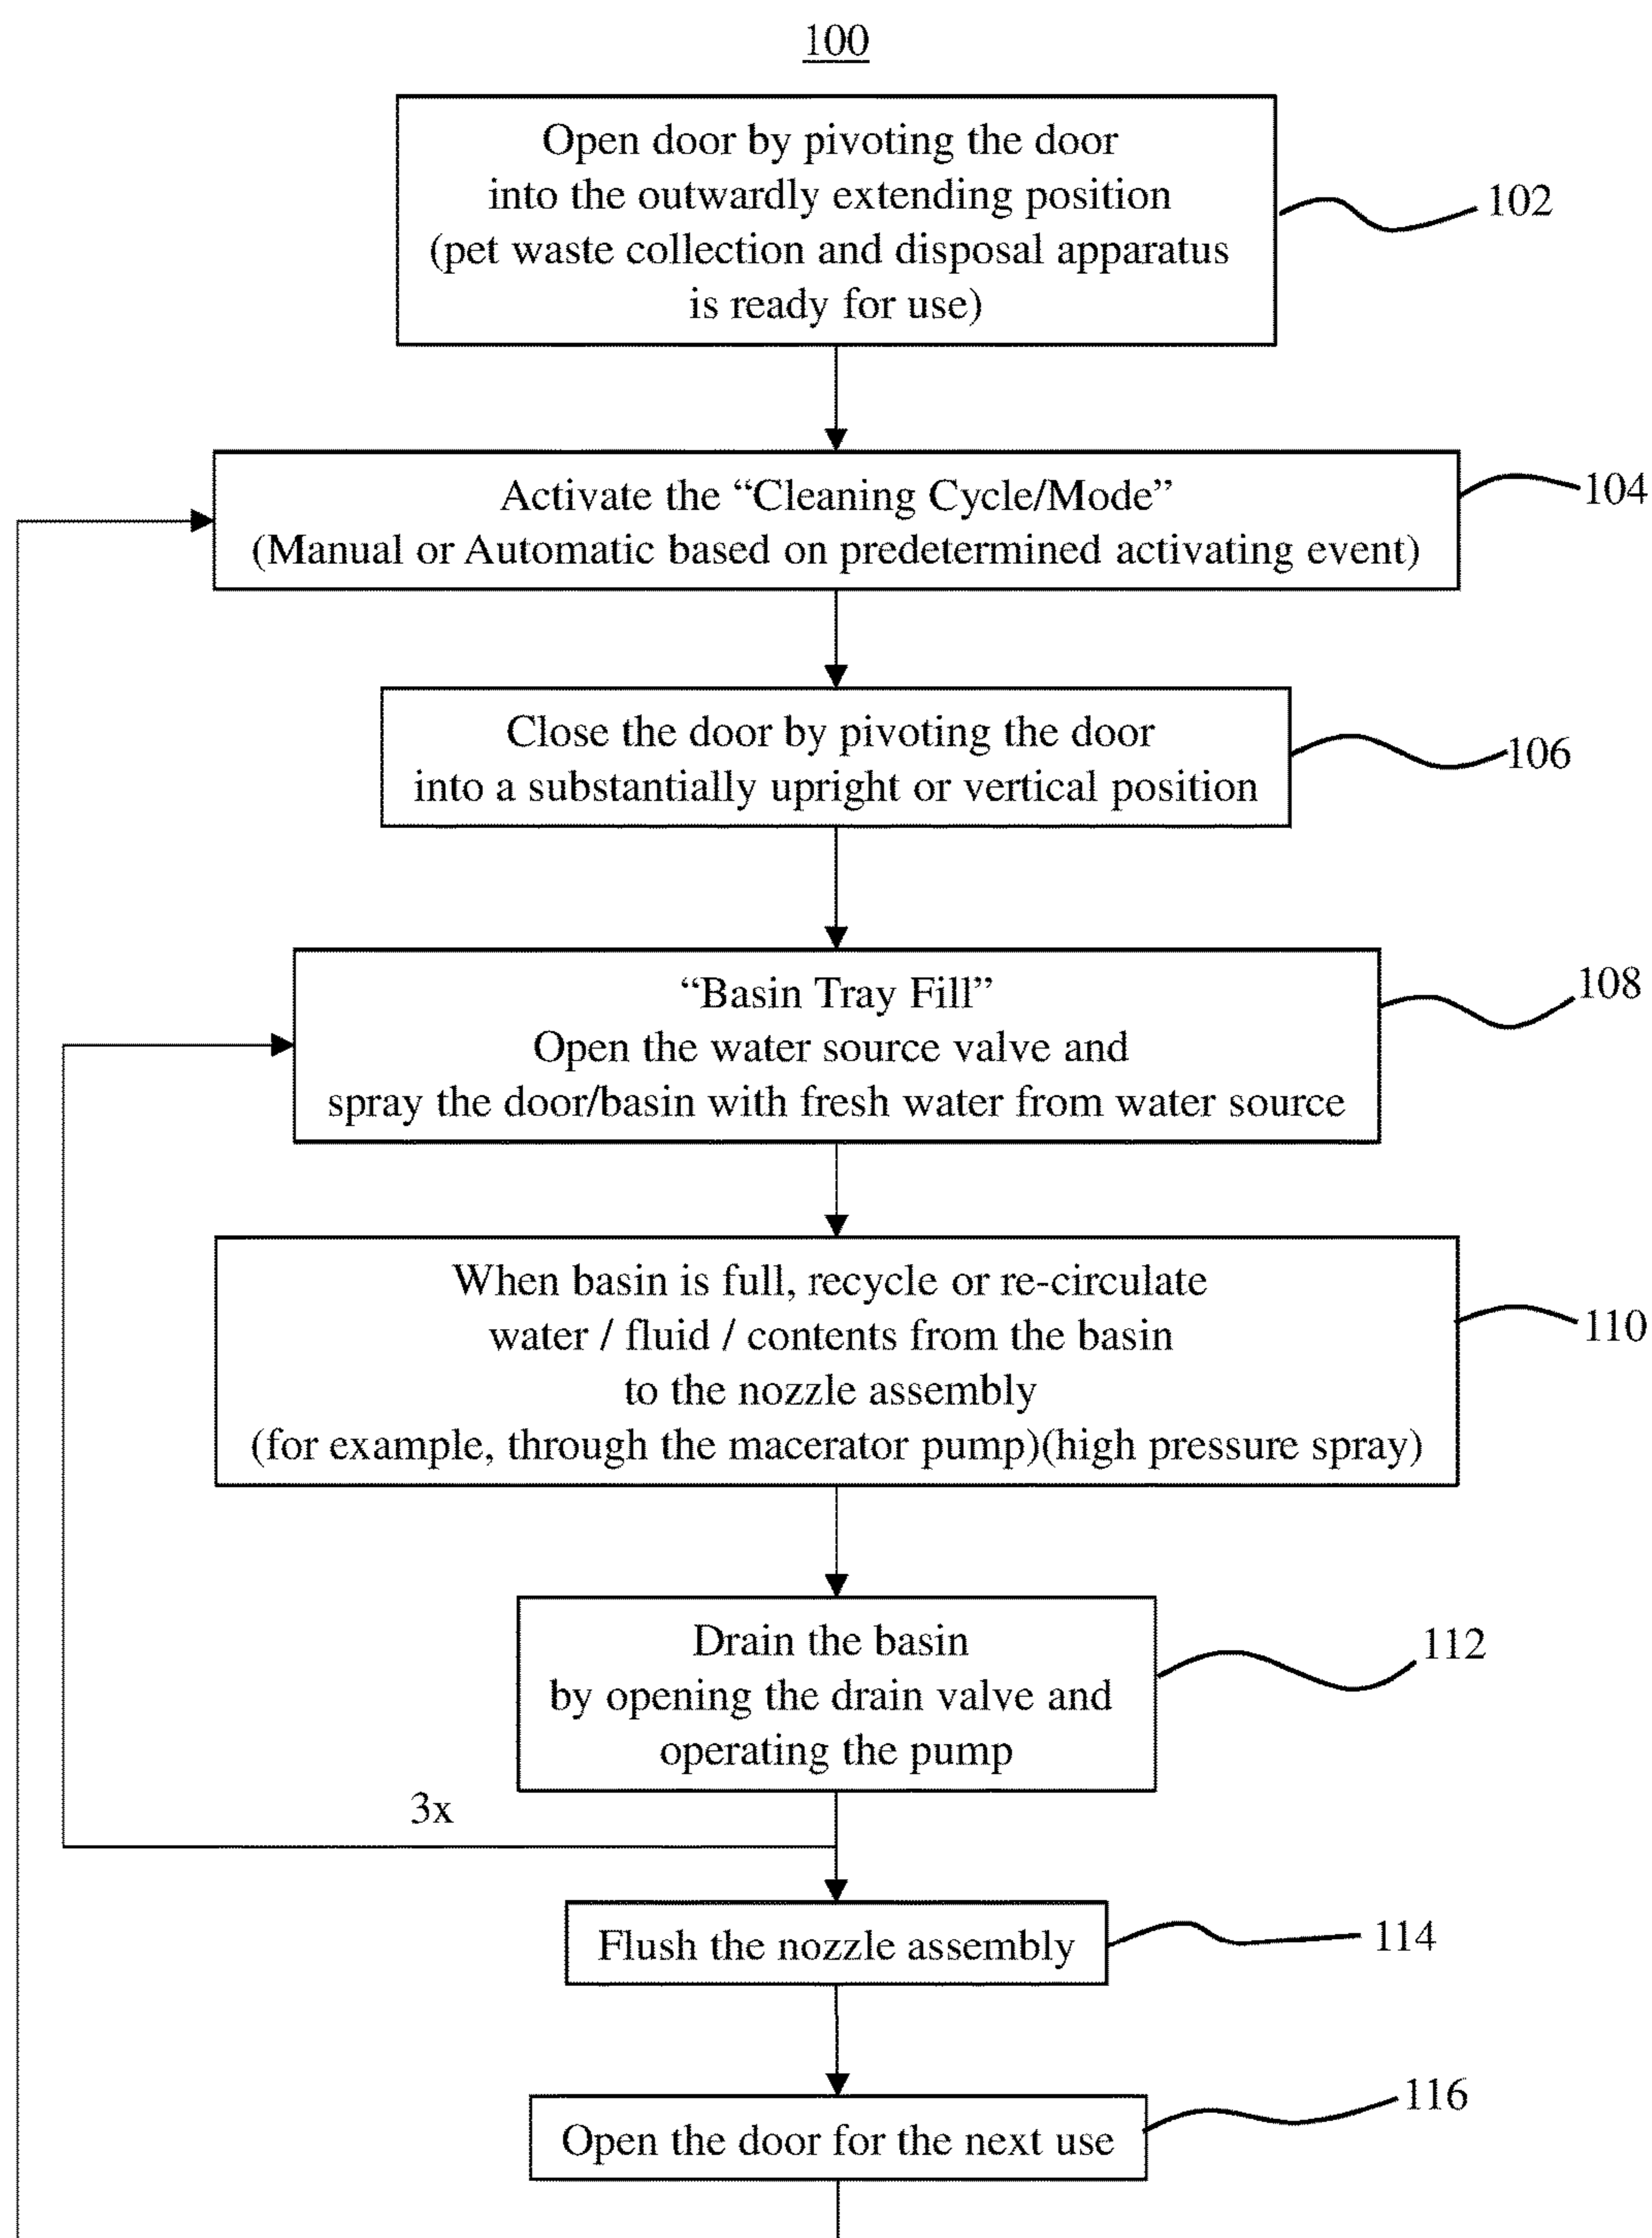 100
Open door by pivoting the door
into the outwardly extending position
(pet waste collection and disposal apparatus
is ready for use)
102
Activate the “Cleaning Cycle/Mode”
(Manual or Automatic based on predetermined activating event)
104
Close the door by pivoting the door
into a substantially upright or vertical position
106
“Basin Tray Fill”
Open the water source valve and
spray the door/basin with fresh water from water source
108
When basin is full, recycle or re-circulate
water / fluid / contents from the basin
to the nozzle assembly
(for example, through the macerator pump)(high pressure spray)
110
Drain the basin
by opening the drain valve and
operating the pump
112
3x
Flush the nozzle assembly
114
Open the door for the next use
116